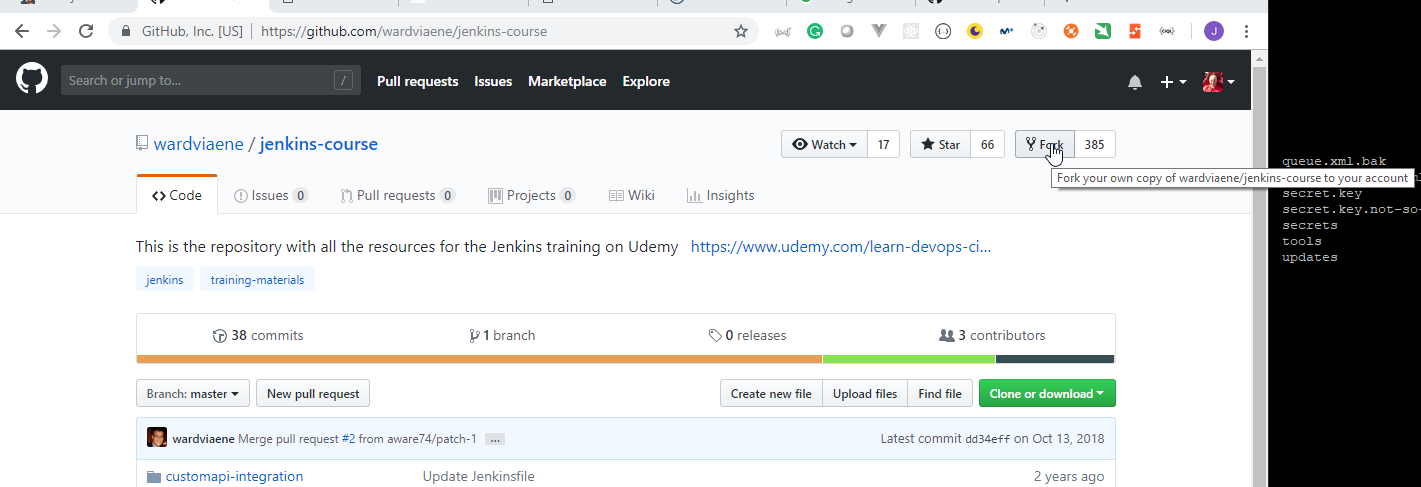 GitHub, Inc. [US] | https://github.com/wardviaene/jenkins-course
J
Search or jump to... /
Pull requests Issues Marketplace Explore
wardviaene / jenkins-course
Watch 17 Star 66 Fork 385
Fork your own copy of wardviaene/jenkins-course to your account
Code Issues 0 Pull requests 0 Projects 0 Wiki Insights
This is the repository with all the resources for the Jenkins training on Udemy https://www.udemy.com/learn-devops-ci...
jenkins training-materials
38 commits 1 branch 0 releases 3 contributors
Branch: master New pull request Create new file Upload files Find file Clone or download
wardviaene Merge pull request #2 from aware74/patch-1 ... Latest commit dd34eff on Oct 13, 2018
customapi-integration Update Jenkinsfile 2 years ago
queue.xml.bak
secret.key
secret.key.not-so-
secrets
tools
updates